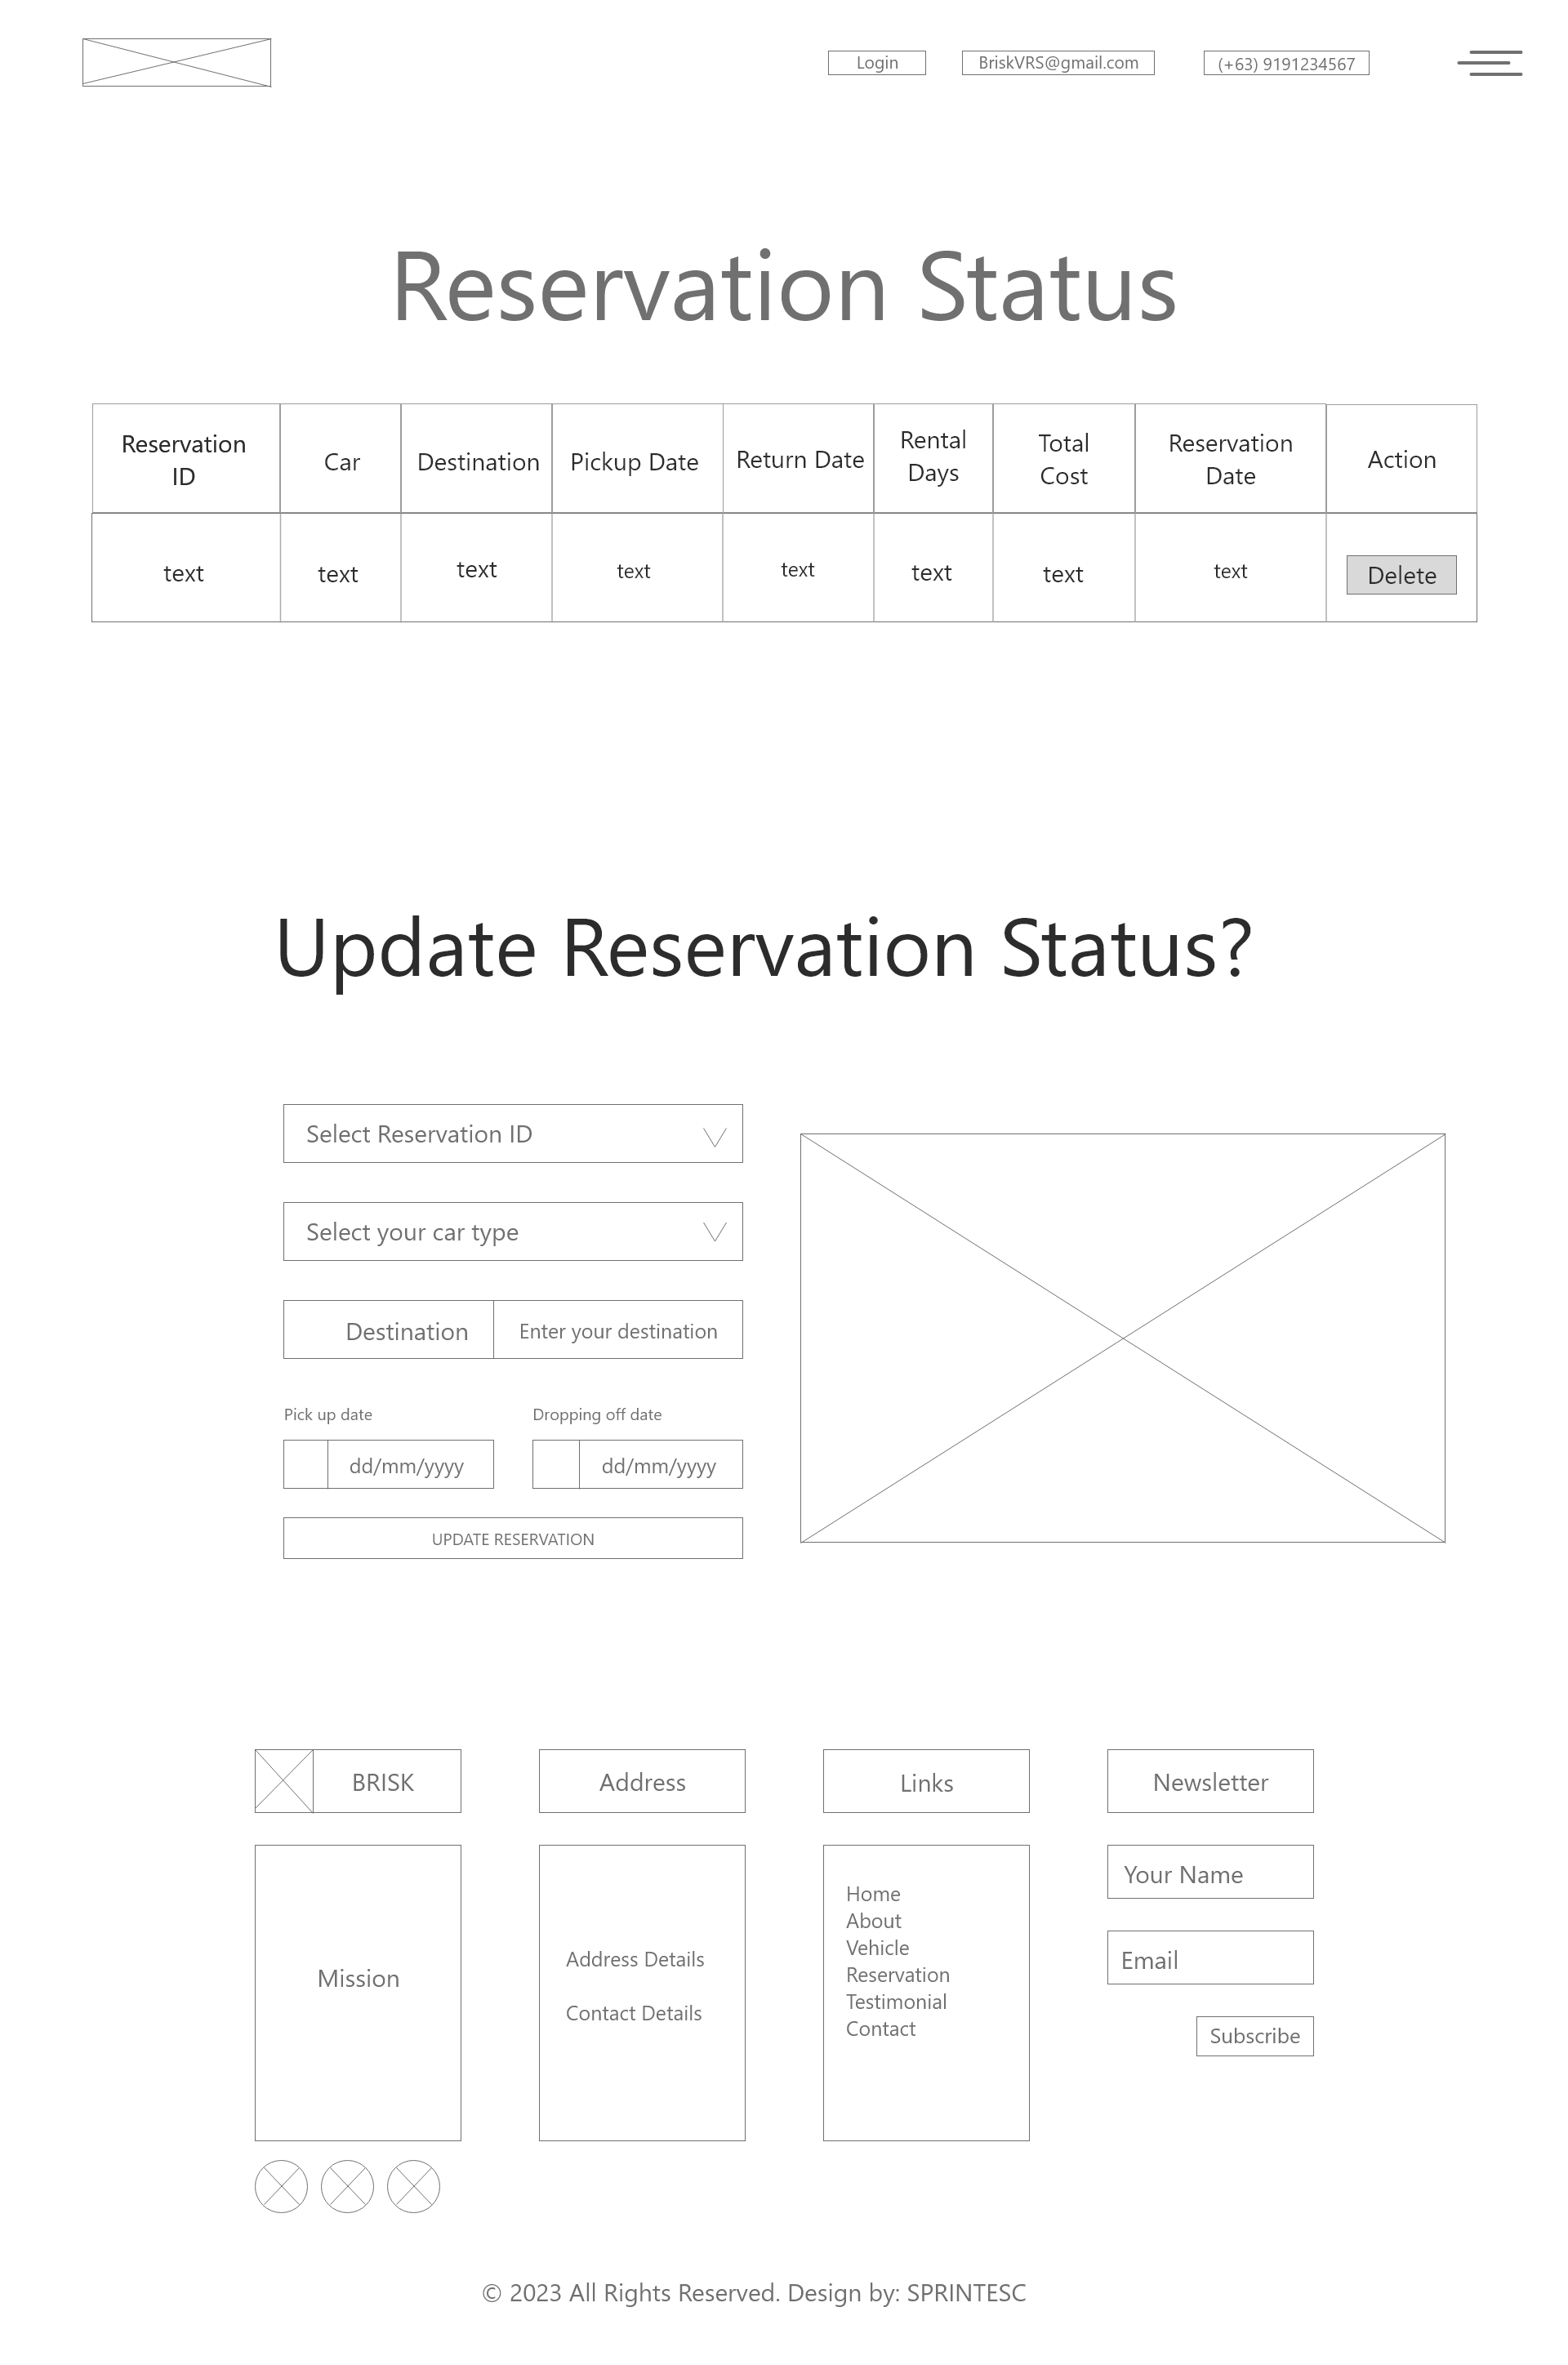 Login
BriskVRS@gmail.com
(+63) 9191234567
Reservation Status
Reservation
ID
Car
Destination
Pickup Date
Return Date
Rental
Days
Total
Cost
Reservation
Date
Action
text
text
text
text
text
text
text
text
Delete
Update Reservation Status?
Select Reservation ID
Select your car type
Destination
Enter your destination
Pick up date
Dropping off date
dd/mm/yyyy
dd/mm/yyyy
UPDATE RESERVATION
BRISK
Address
Links
Newsletter
Mission
Address Details
Contact Details
Home
About
Vehicle
Reservation
Testimonial
Contact
Your Name
Email
Subscribe
© 2023 All Rights Reserved. Design by: SPRINTESC